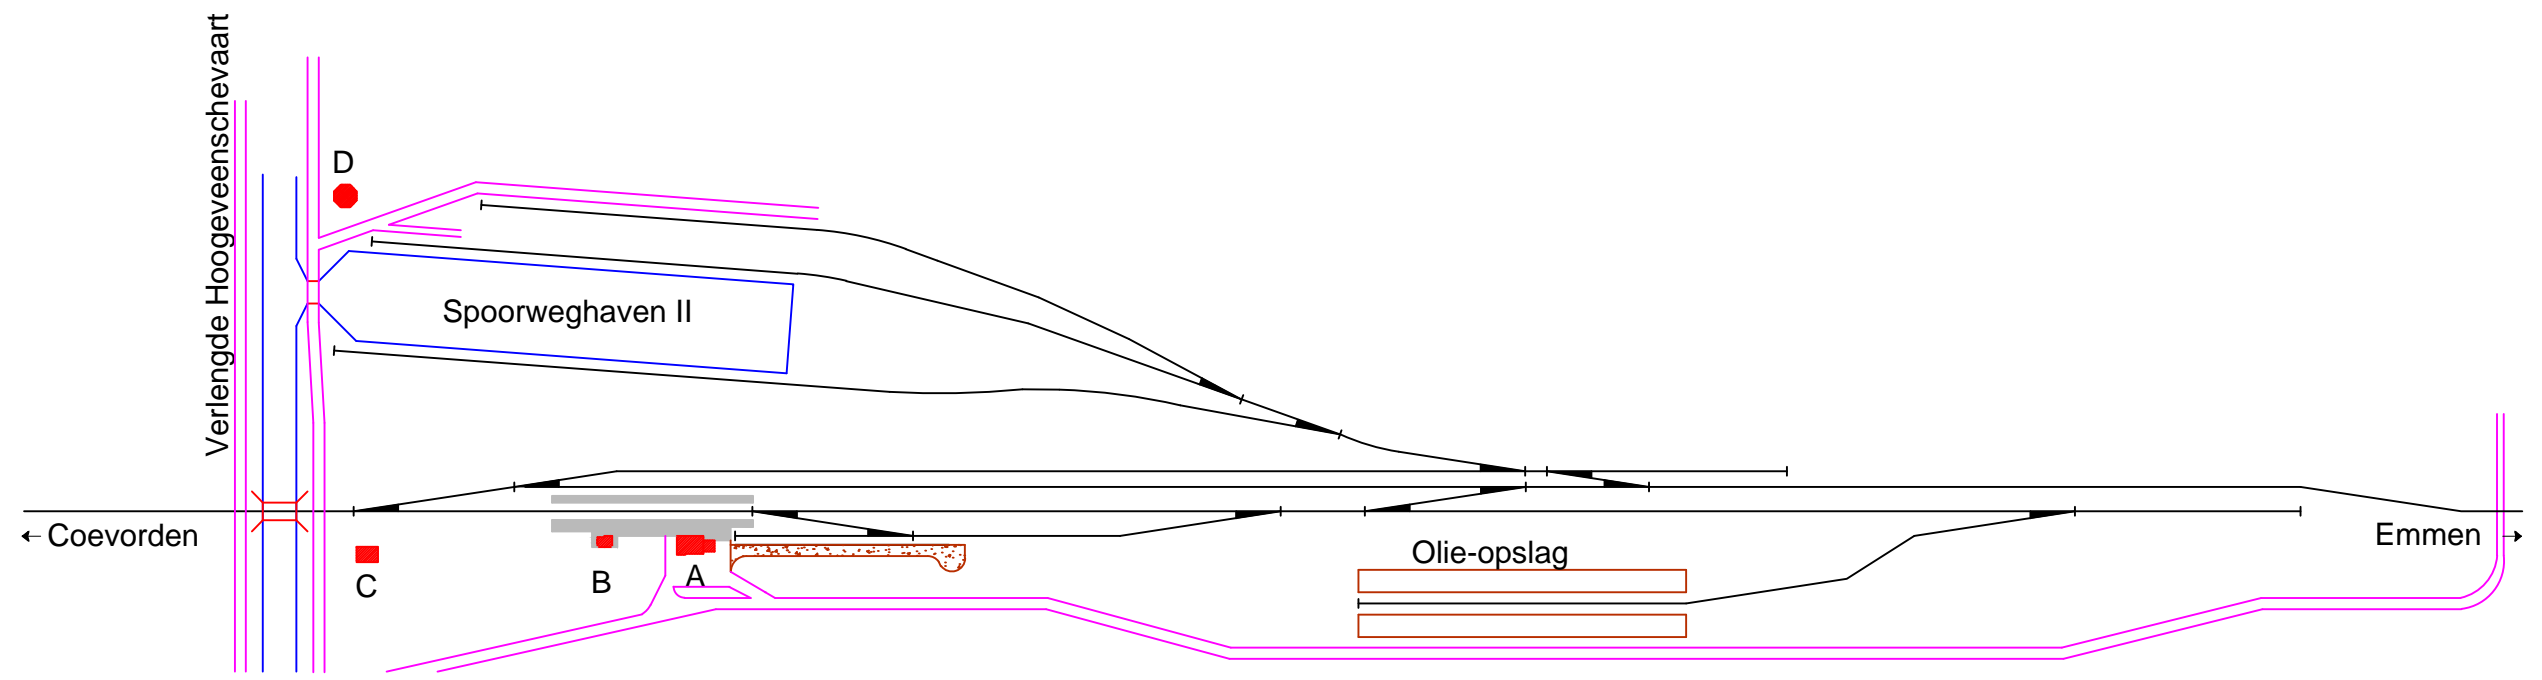 Verlengde Hoogeveenschevaart
D
Spoorweghaven II
←Coevorden
Emmen →
Olie-opslag
C
B
A